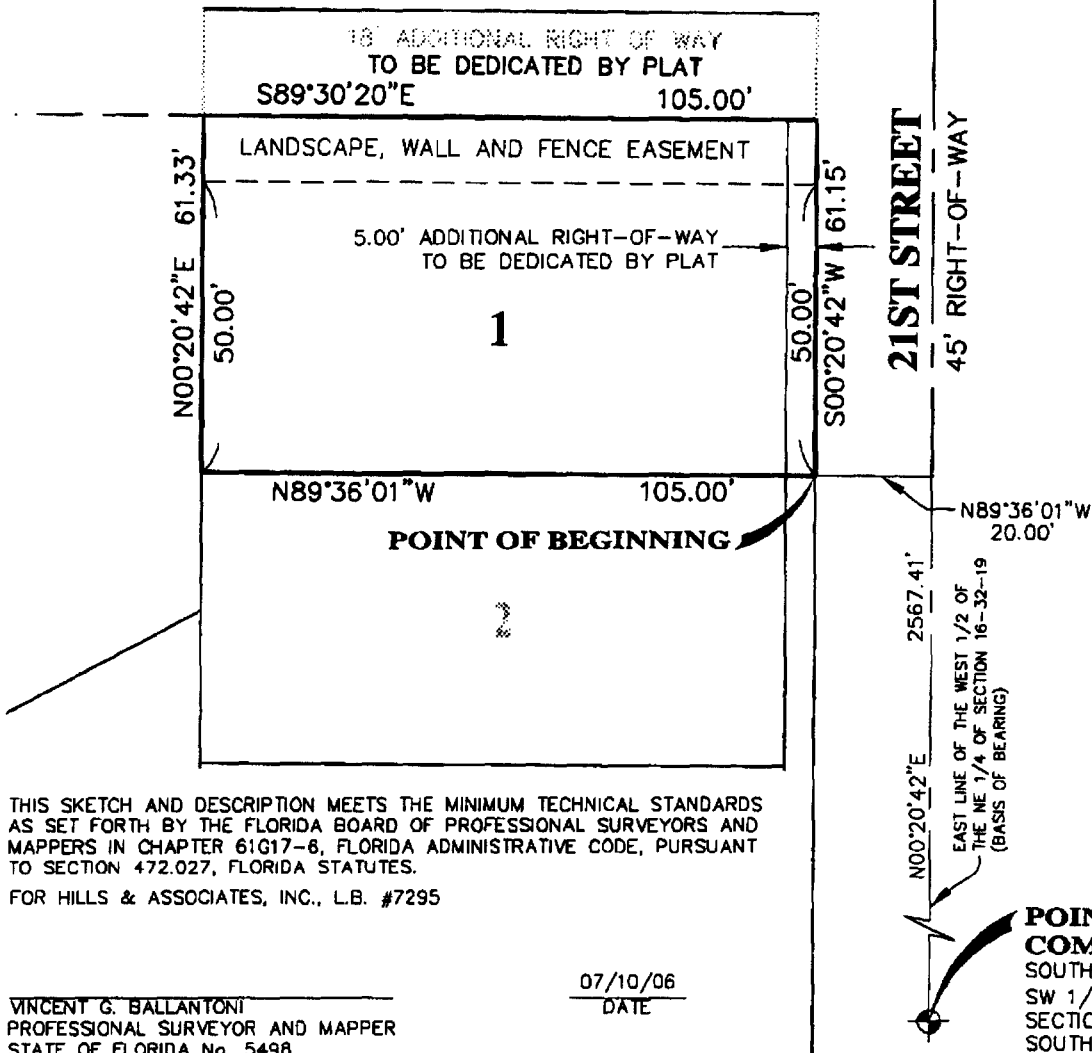 18' ADDITIONAL RIGHT OF WAY
TO BE DEDICATED BY PLAT
S89°30'20"E 105.00'
LANDSCAPE, WALL AND FENCE EASEMENT
N00°20'42"E 61.33'
50.00'
5.00' ADDITIONAL RIGHT-OF-WAY
TO BE DEDICATED BY PLAT
1
50.00'
S00°20'42"W 61.15'
21ST STREET
45' RIGHT-OF-WAY
N89°36'01"W 105.00'
N89°36'01"W
20.00'
POINT OF BEGINNING
2
N00°20'42"E 2567.41'
EAST LINE OF THE WEST 1/2 OF
THE NE 1/4 OF SECTION 16-32-19
(BASIS OF BEARING)
THIS SKETCH AND DESCRIPTION MEETS THE MINIMUM TECHNICAL STANDARDS
AS SET FORTH BY THE FLORIDA BOARD OF PROFESSIONAL SURVEYORS AND
MAPPERS IN CHAPTER 61G17-6, FLORIDA ADMINISTRATIVE CODE, PURSUANT
TO SECTION 472.027, FLORIDA STATUTES.
FOR HILLS & ASSOCIATES, INC., L.B. #7295
07/10/06
DATE
VINCENT G. BALLANTONI
PROFESSIONAL SURVEYOR AND MAPPER
STATE OF FLORIDA No. 5498
POIN
COM
SOUTH
SW 1/
SECTIO
SOUTH